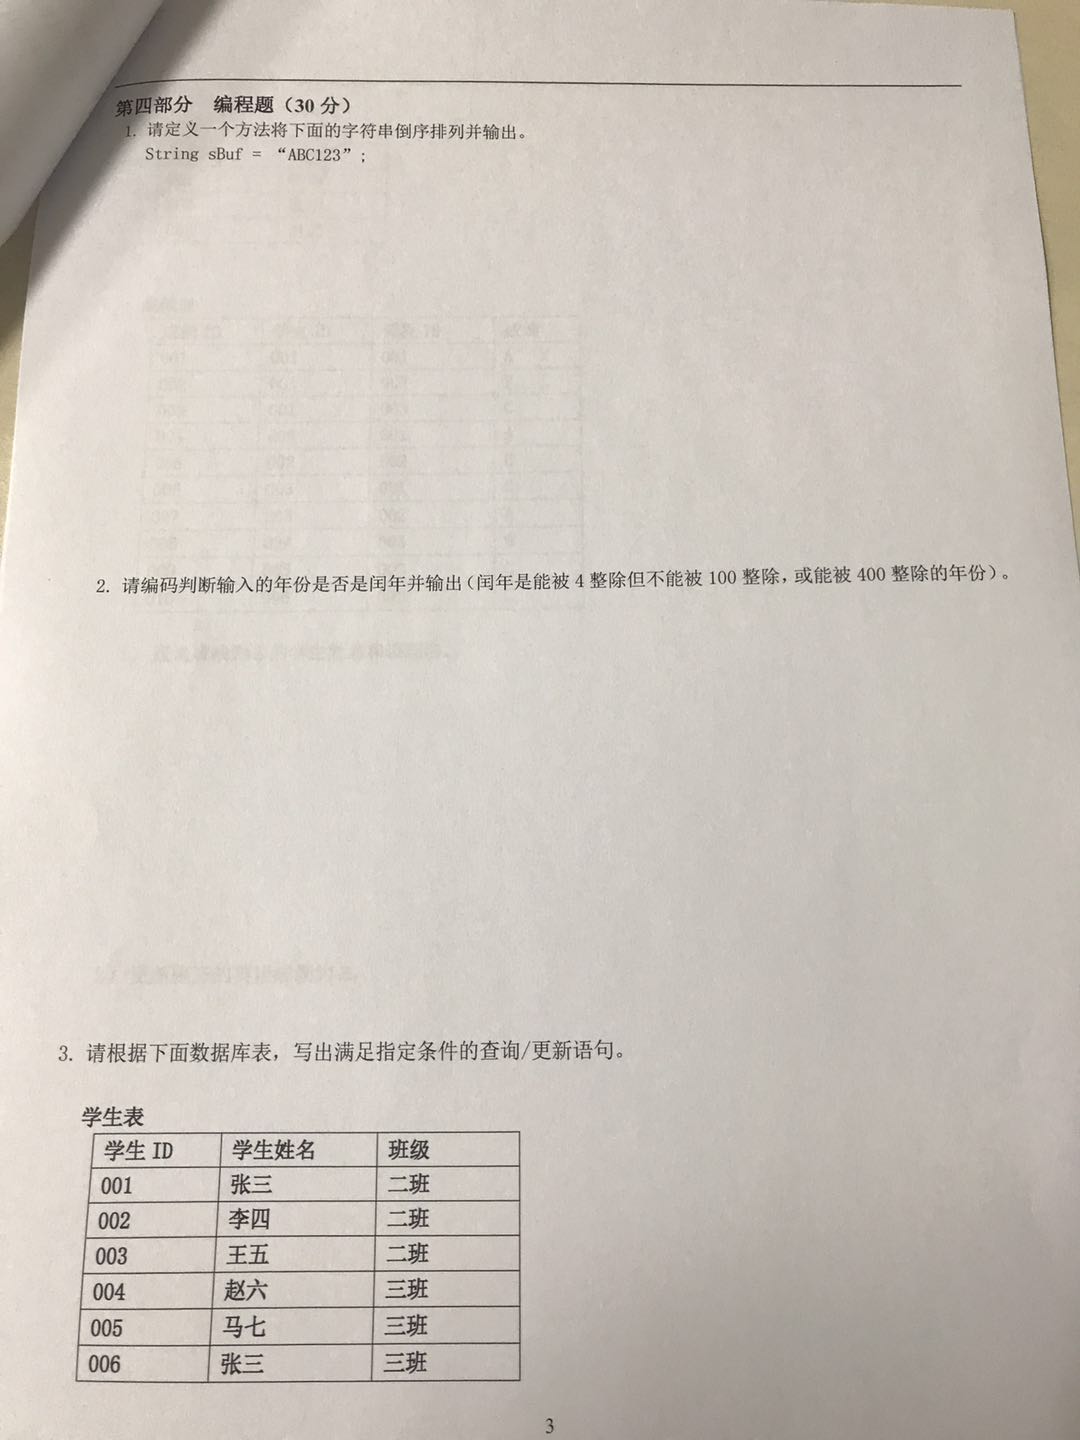 第四部分 编程题（30 分）
1. 请定义一个方法将下面的字符串倒序排列并输出。
String sBuf = “ABC123”;
2. 请编码判断输入的年份是否是闰年并输出（闰年是能被 4 整除但不能被 100 整除，或能被 400 整除的年份）。
3. 请根据下面数据库表，写出满足指定条件的查询/更新语句。
学生表
学生 ID 学生姓名 班级
001 张三 二班
002 李四 二班
003 王五 二班
004 赵六 三班
005 马七 三班
006 张三 三班
3